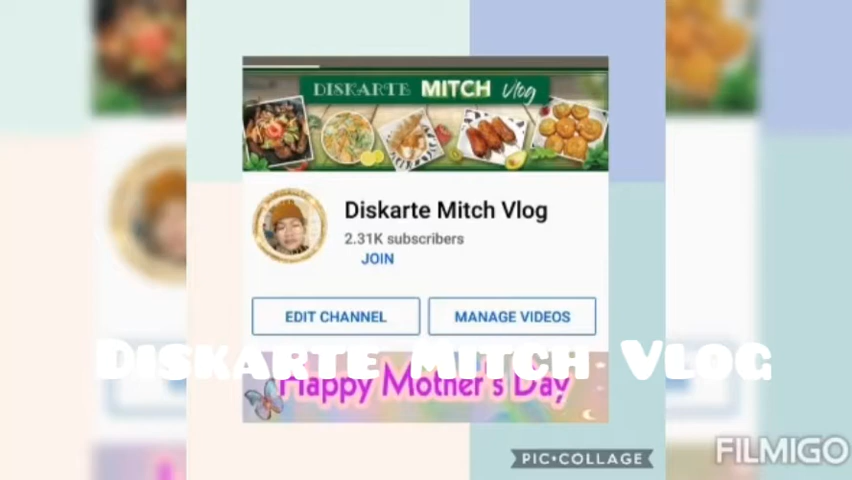 DISKARTE MITCH Vlog
Diskarte Mitch Vlog
2.31K subscribers
JOIN
EDIT CHANNEL
MANAGE VIDEOS
DISKARTE MITCH VLOG
Happy Mother's Day
PIC•COLLAGE
FILMIGO